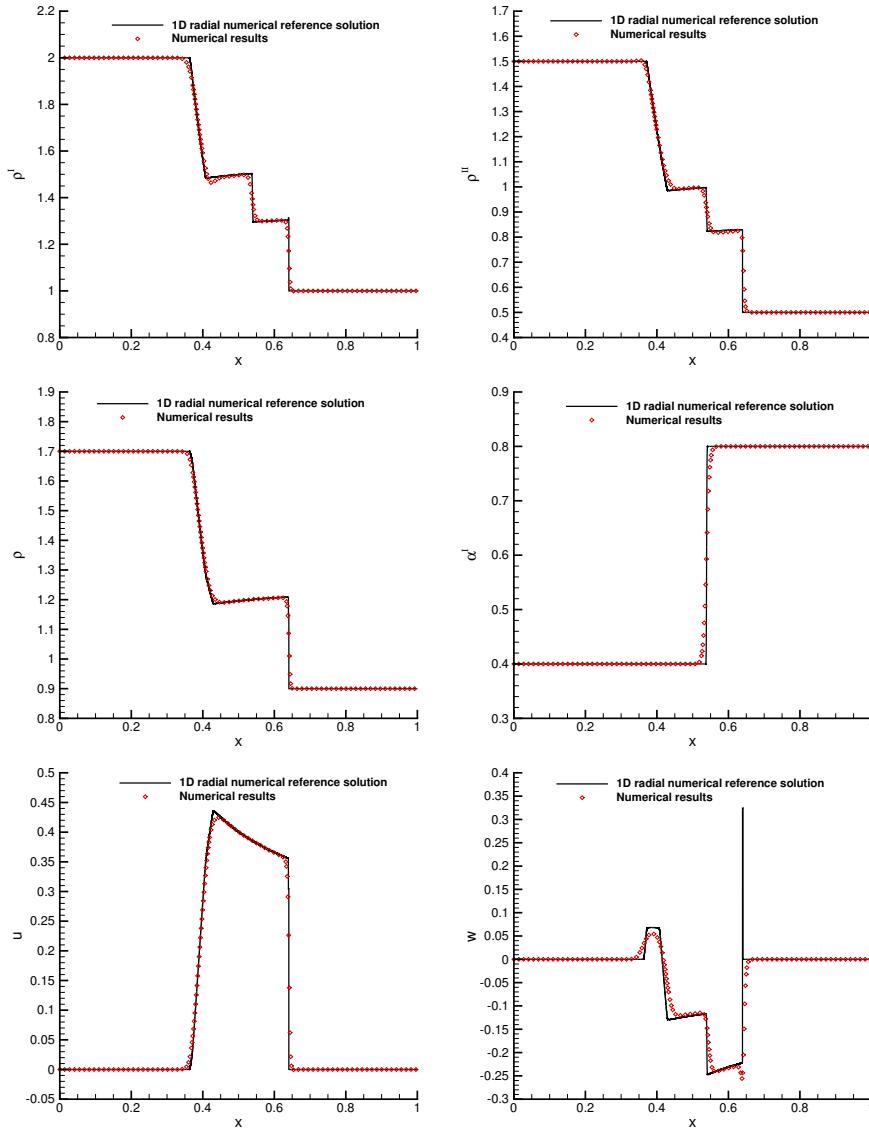 1D radial numerical reference solution
Numerical results
2.2
2
1.8
1.6
1.4
1.2
1
0.8
0 0.2 0.4 0.6 0.8 1
x
ρ^I
1D radial numerical reference solution
Numerical results
1.7
1.6
1.5
1.4
1.3
1.2
1.1
1
0.9
0.8
0.7
0.6
0.5
0.4
0 0.2 0.4 0.6 0.8
x
ρ^II
1D radial numerical reference solution
Numerical results
1.9
1.8
1.7
1.6
1.5
1.4
1.3
1.2
1.1
1
0.9
0.8
0 0.2 0.4 0.6 0.8 1
x
ρ
1D radial numerical reference solution
Numerical results
0.9
0.8
0.7
0.6
0.5
0.4
0.3
0 0.2 0.4 0.6 0.8
x
α^I
1D radial numerical reference solution
Numerical results
0.5
0.45
0.4
0.35
0.3
0.25
0.2
0.15
0.1
0.05
0
-0.05
0 0.2 0.4 0.6 0.8 1
x
u
1D radial numerical reference solution
Numerical results
0.4
0.35
0.3
0.25
0.2
0.15
0.1
0.05
0
-0.05
-0.1
-0.15
-0.2
-0.25
-0.3
0 0.2 0.4 0.6 0.8
x
w